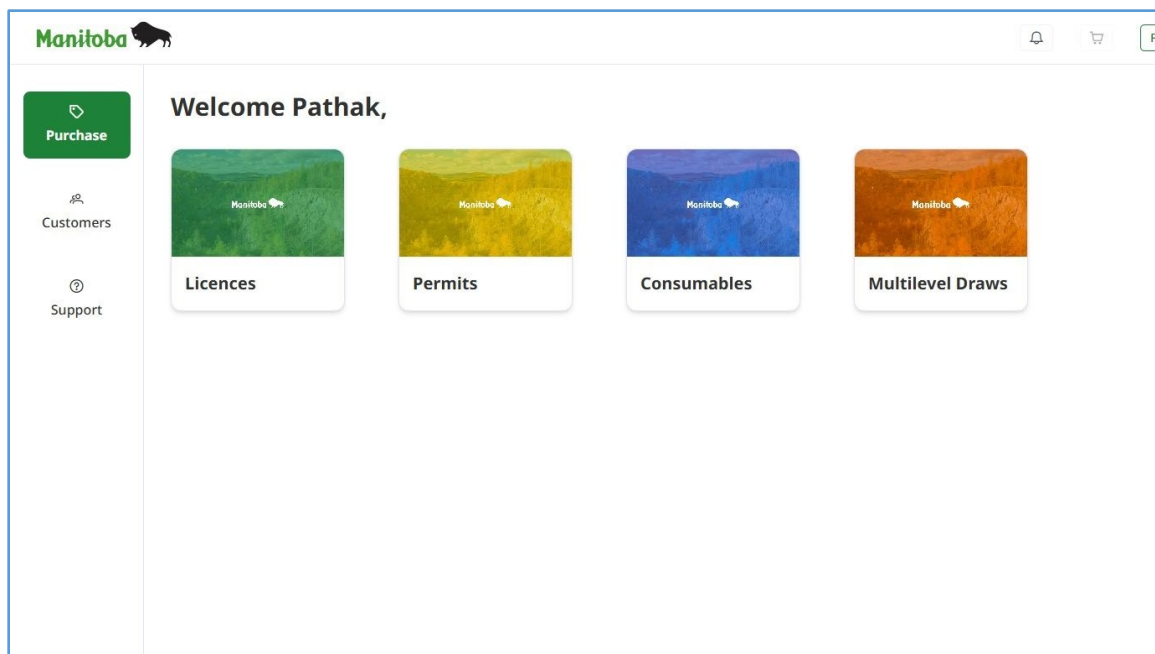 Manitoba
Purchase
Customers
Support
Welcome Pathak,
Manitoba
Licences
Manitoba
Permits
Manitoba
Consumables
Manitoba
Multilevel Draws